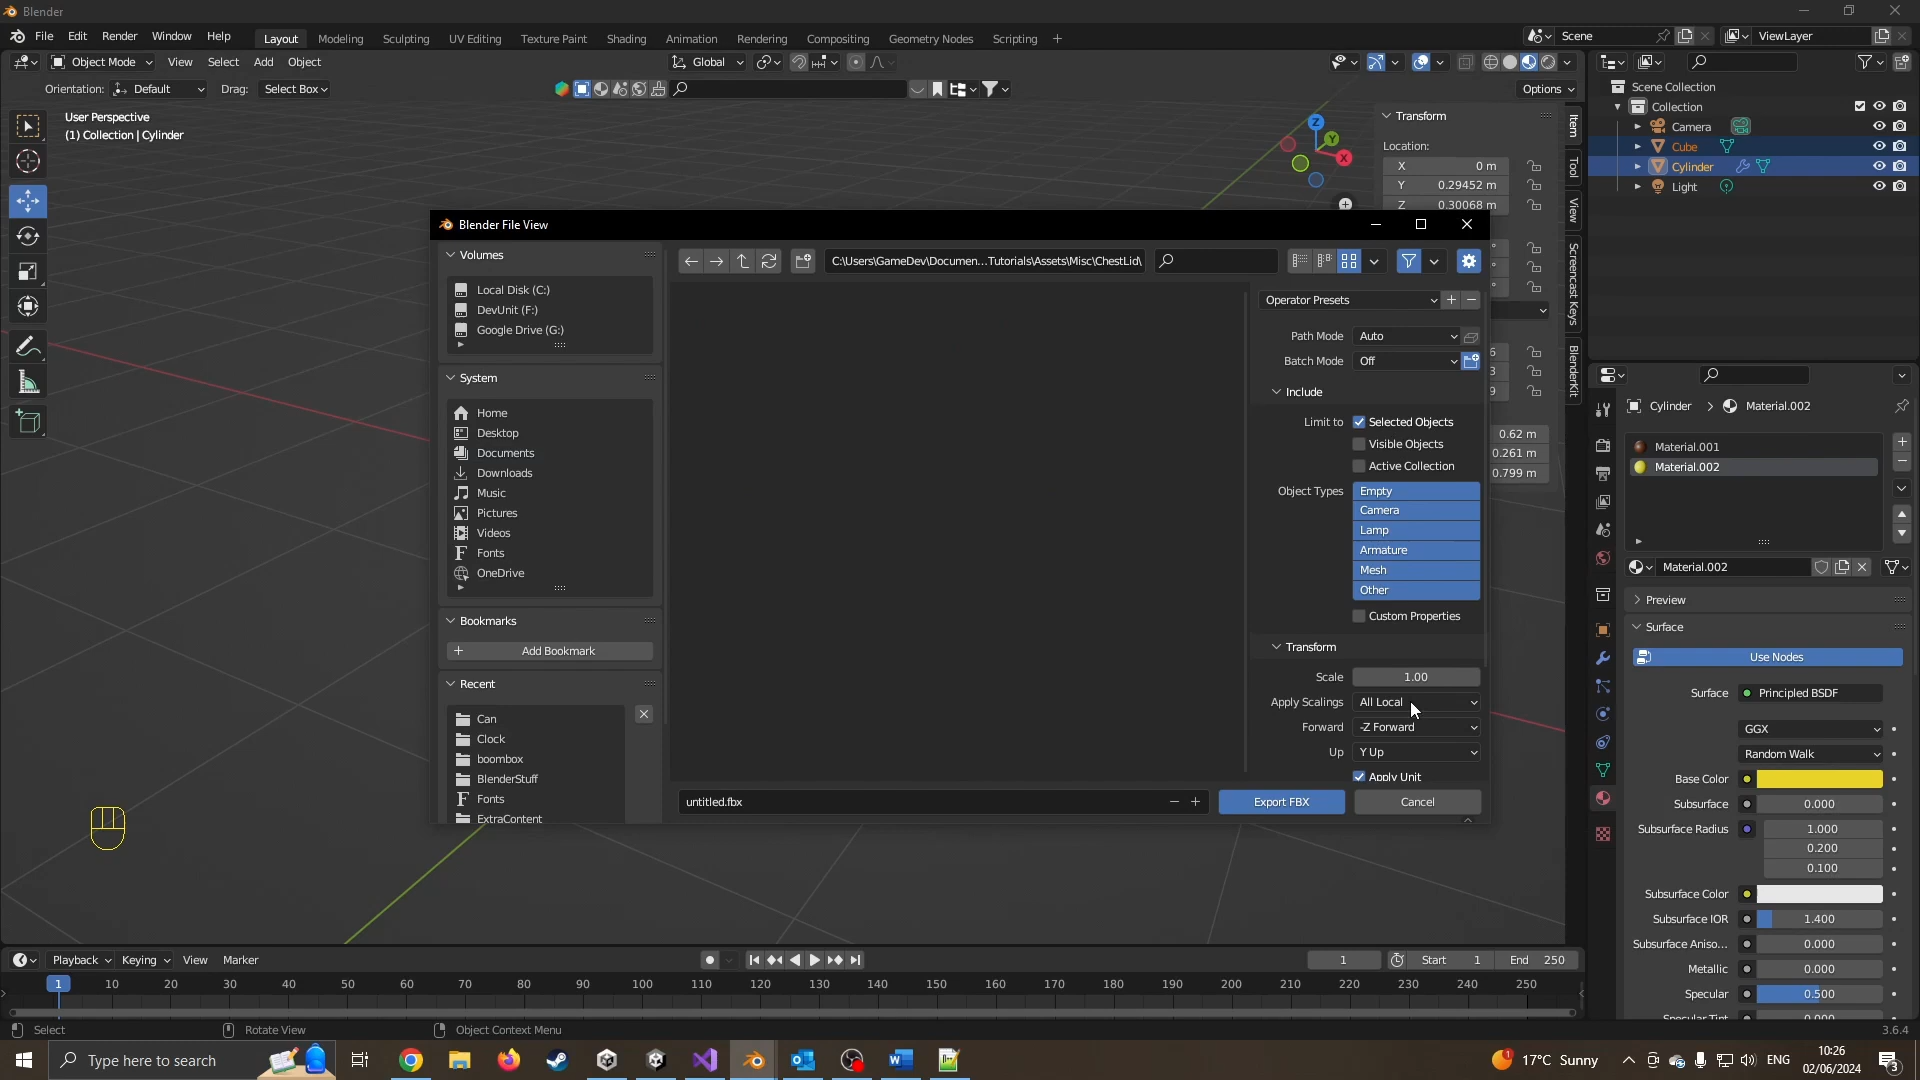 Blender
File Edit Render Window Help Layout Modeling Sculpting UV Editing Texture Paint Shading Animation Rendering Compositing Geometry Nodes Scripting + Scene ViewLayer
Object Mode View Select Add Object Global
Orientation: Default Drag: Select Box Options
User Perspective
(1) Collection | Cylinder
Z
Y
X
Transform
Location:
X 0 m
Y 0.29452 m
Z 0.30068 m
0.62 m
0.261 m
0.799 m
Item
Tool
View
Screencast Keys
BlenderKit
Scene Collection
Collection
Camera
Cube
Cylinder
Light
Blender File View
Volumes
Local Disk (C:)
DevUnit (F:)
Google Drive (G:)
System
Home
Desktop
Documents
Downloads
Music
Pictures
Videos
Fonts
OneDrive
Bookmarks
Add Bookmark
Recent
Can
Clock
boombox
BlenderStuff
Fonts
ExtraContent
C:\Users\GameDev\Documen...Tutorials\Assets\Misc\ChestLid\
Operator Presets
Path Mode Auto
Batch Mode Off
Include
Limit to Selected Objects
Visible Objects
Active Collection
Object Types Empty
Camera
Lamp
Armature
Mesh
Other
Custom Properties
Transform
Scale 1.00
Apply Scalings All Local
Forward -Z Forward
Up Y Up
Apply Unit
untitled.fbx
Export FBX
Cancel
Cylinder > Material.002
Material.001
Material.002
Material.002
Preview
Surface
Use Nodes
Surface Principled BSDF
GGX
Random Walk
Base Color
Subsurface 0.000
Subsurface Radius 1.000
0.200
0.100
Subsurface Color
Subsurface IOR 1.400
Subsurface Aniso... 0.000
Metallic 0.000
Specular 0.500
Specular Tint 0.000
Playback Keying View Marker 1 Start 1 End 250
1 10 20 30 40 50 60 70 80 90 100 110 120 130 140 150 160 170 180 190 200 210 220 230 240 250
Select Rotate View Object Context Menu 3.6.4
Type here to search
17°C Sunny
ENG
10:26
02/06/2024
3